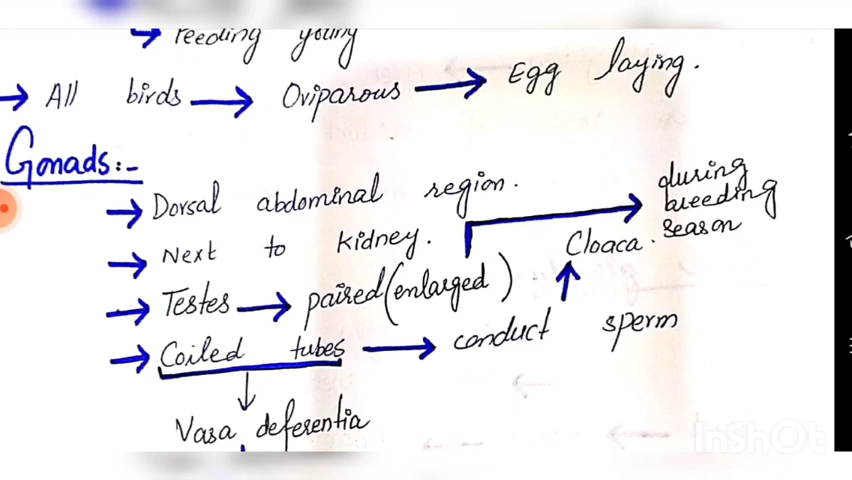 → feeding young
→ All birds → Oviparous → Egg laying.
Gonads:-
→ Dorsal abdominal region.
→ Next to kidney.
→ Testes → paired (enlarged) → during breeding season
→ Coiled tubes → conduct sperm ↑ Cloaca.
↓
Vasa deferentia
InShOt